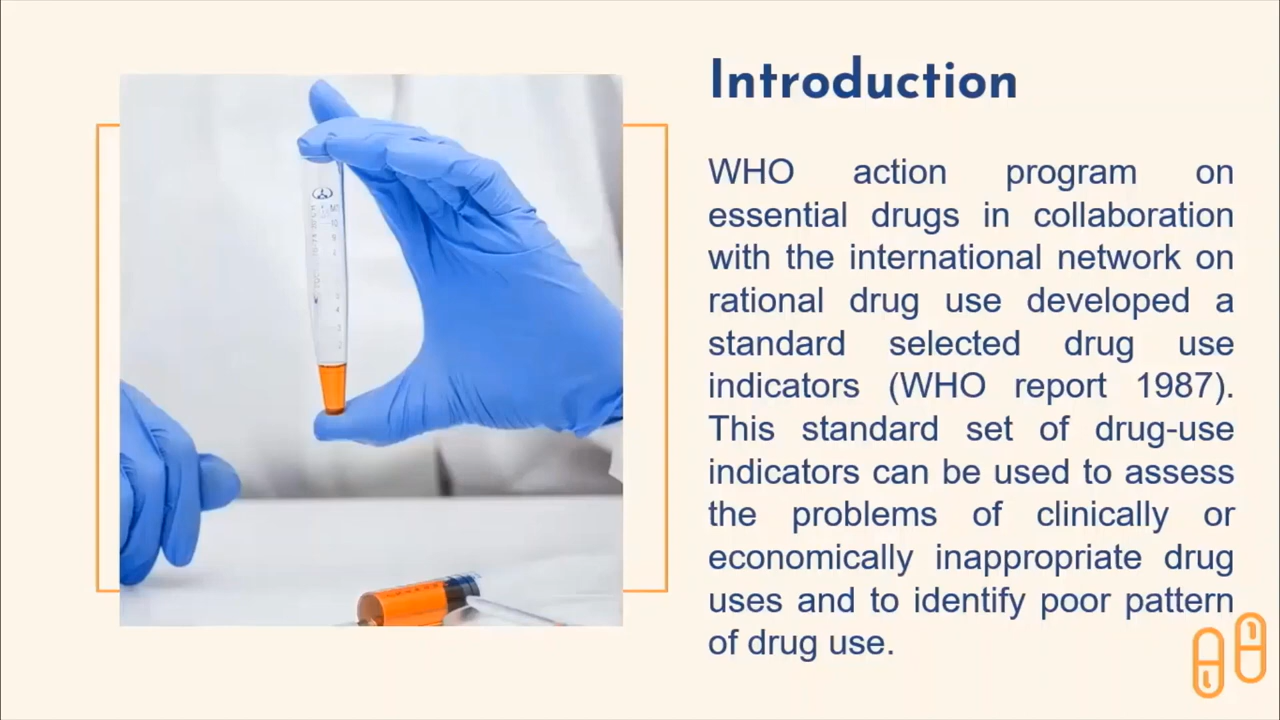 Introduction
WHO action program on
essential drugs in collaboration
with the international network on
rational drug use developed a
standard selected drug use
indicators (WHO report 1987).
This standard set of drug-use
indicators can be used to assess
the problems of clinically or
economically inappropriate drug
uses and to identify poor pattern
of drug use.